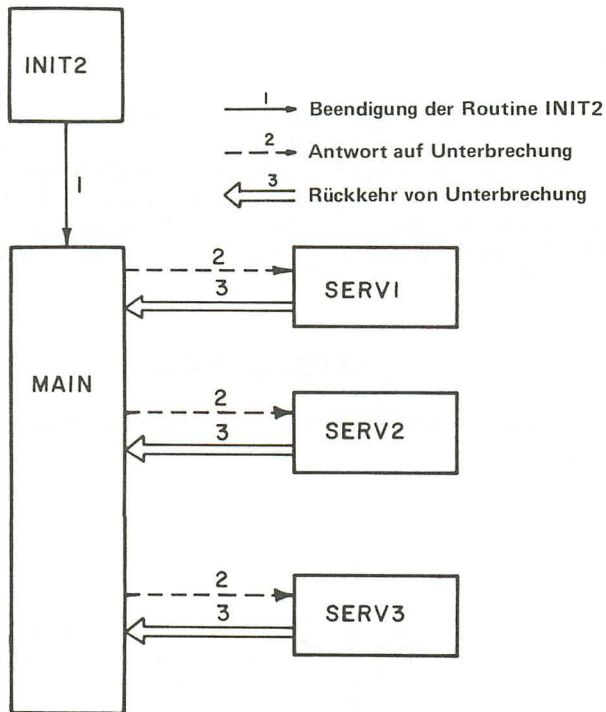 INIT2
1 Beendigung der Routine INIT2
2 Antwort auf Unterbrechung
3 Rückkehr von Unterbrechung
1
2
3
SERV1
MAIN
2
3
SERV2
2
3
SERV3